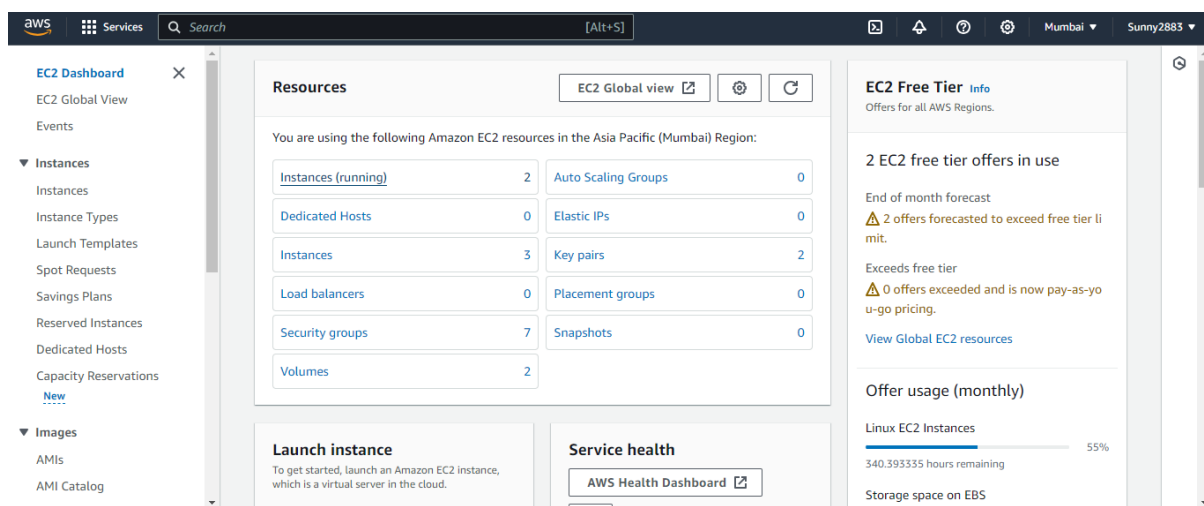 aws
Services
Search
[Alt+S]
Mumbai
Sunny2883
EC2 Dashboard
EC2 Global View
Events
Instances
Instances
Instance Types
Launch Templates
Spot Requests
Savings Plans
Reserved Instances
Dedicated Hosts
Capacity Reservations
New
Images
AMIs
AMI Catalog
Resources
EC2 Global view
You are using the following Amazon EC2 resources in the Asia Pacific (Mumbai) Region:
Instances (running) 2
Auto Scaling Groups 0
Dedicated Hosts 0
Elastic IPs 0
Instances 3
Key pairs 2
Load balancers 0
Placement groups 0
Security groups 7
Snapshots 0
Volumes 2
Launch instance
To get started, launch an Amazon EC2 instance,
which is a virtual server in the cloud.
Service health
AWS Health Dashboard
EC2 Free Tier Info
Offers for all AWS Regions.
2 EC2 free tier offers in use
End of month forecast
2 offers forecasted to exceed free tier li
mit.
Exceeds free tier
0 offers exceeded and is now pay-as-yo
u-go pricing.
View Global EC2 resources
Offer usage (monthly)
Linux EC2 Instances
55%
340.393335 hours remaining
Storage space on EBS